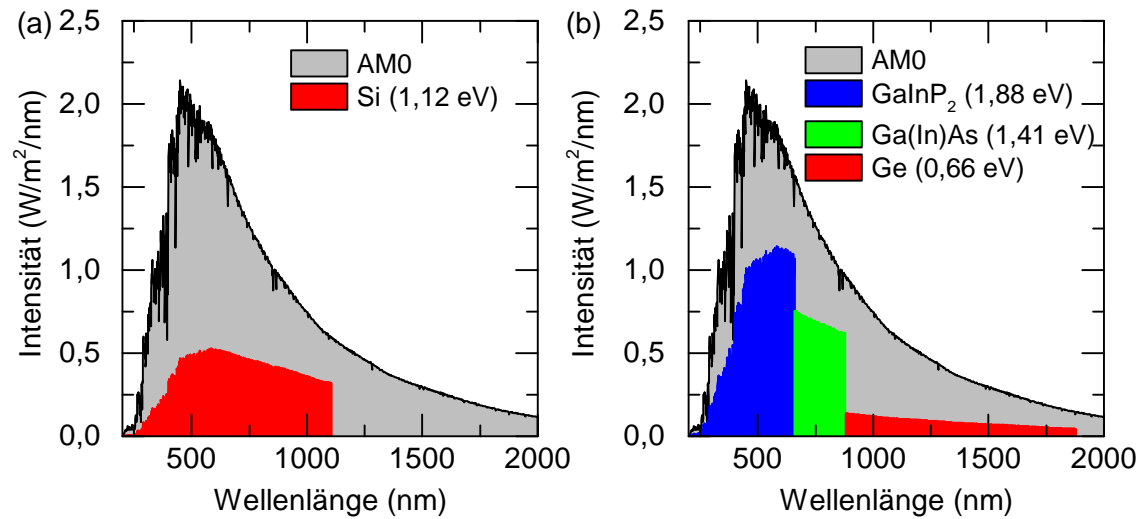 (a)
2,5
2,0
1,5
1,0
0,5
0,0
Intensität (W/m²/nm)
AM0
Si (1,12 eV)
500 1000 1500 2000
Wellenlänge (nm)
(b)
2,5
2,0
1,5
1,0
0,5
0,0
Intensität (W/m²/nm)
AM0
GaInP₂ (1,88 eV)
Ga(In)As (1,41 eV)
Ge (0,66 eV)
500 1000 1500 2000
Wellenlänge (nm)